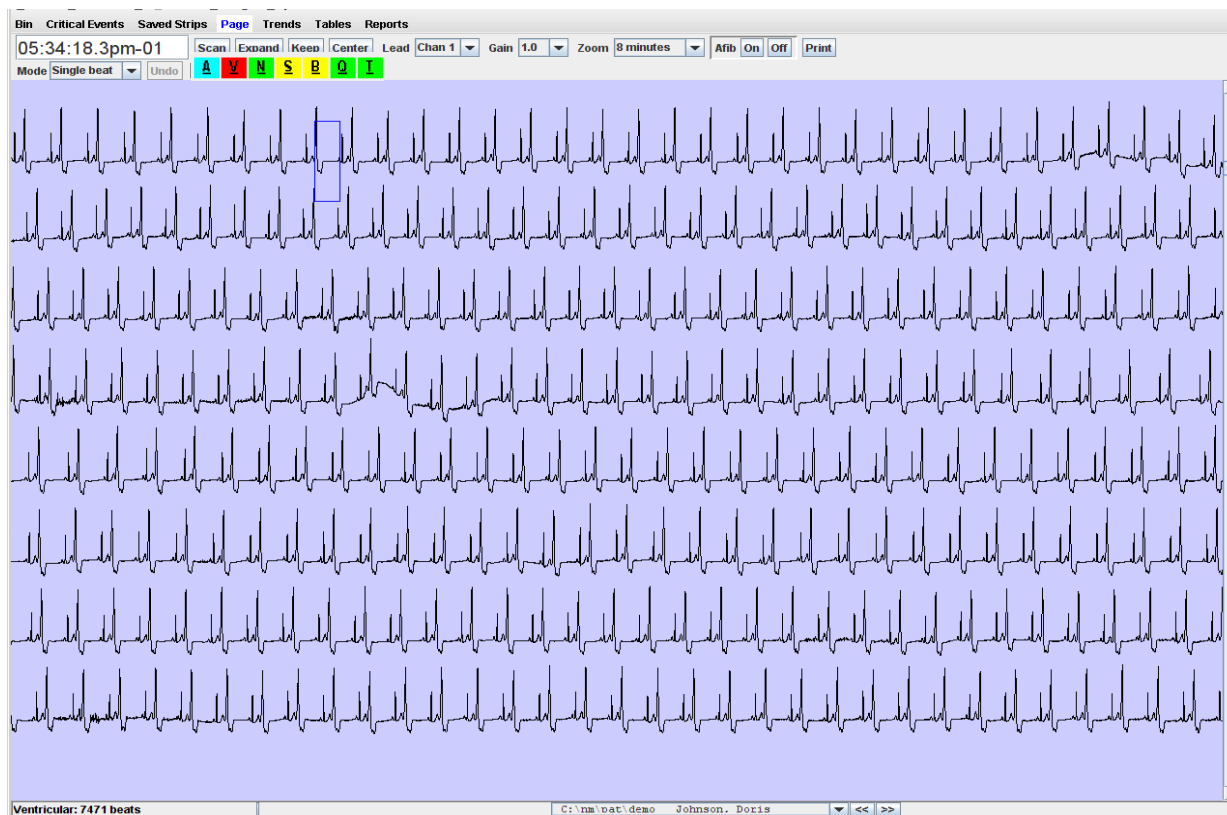 Bin Critical Events Saved Strips Page Trends Tables Reports
05:34:18.3pm-01 Scan Expand Keep Center Lead Chan 1 Gain 1.0 Zoom 8 minutes Afib On Off Print
Mode Single beat Undo A V N S B Q T
Ventricular: 7471 beats C:\nm\pat\demo Johnson, Doris << >>